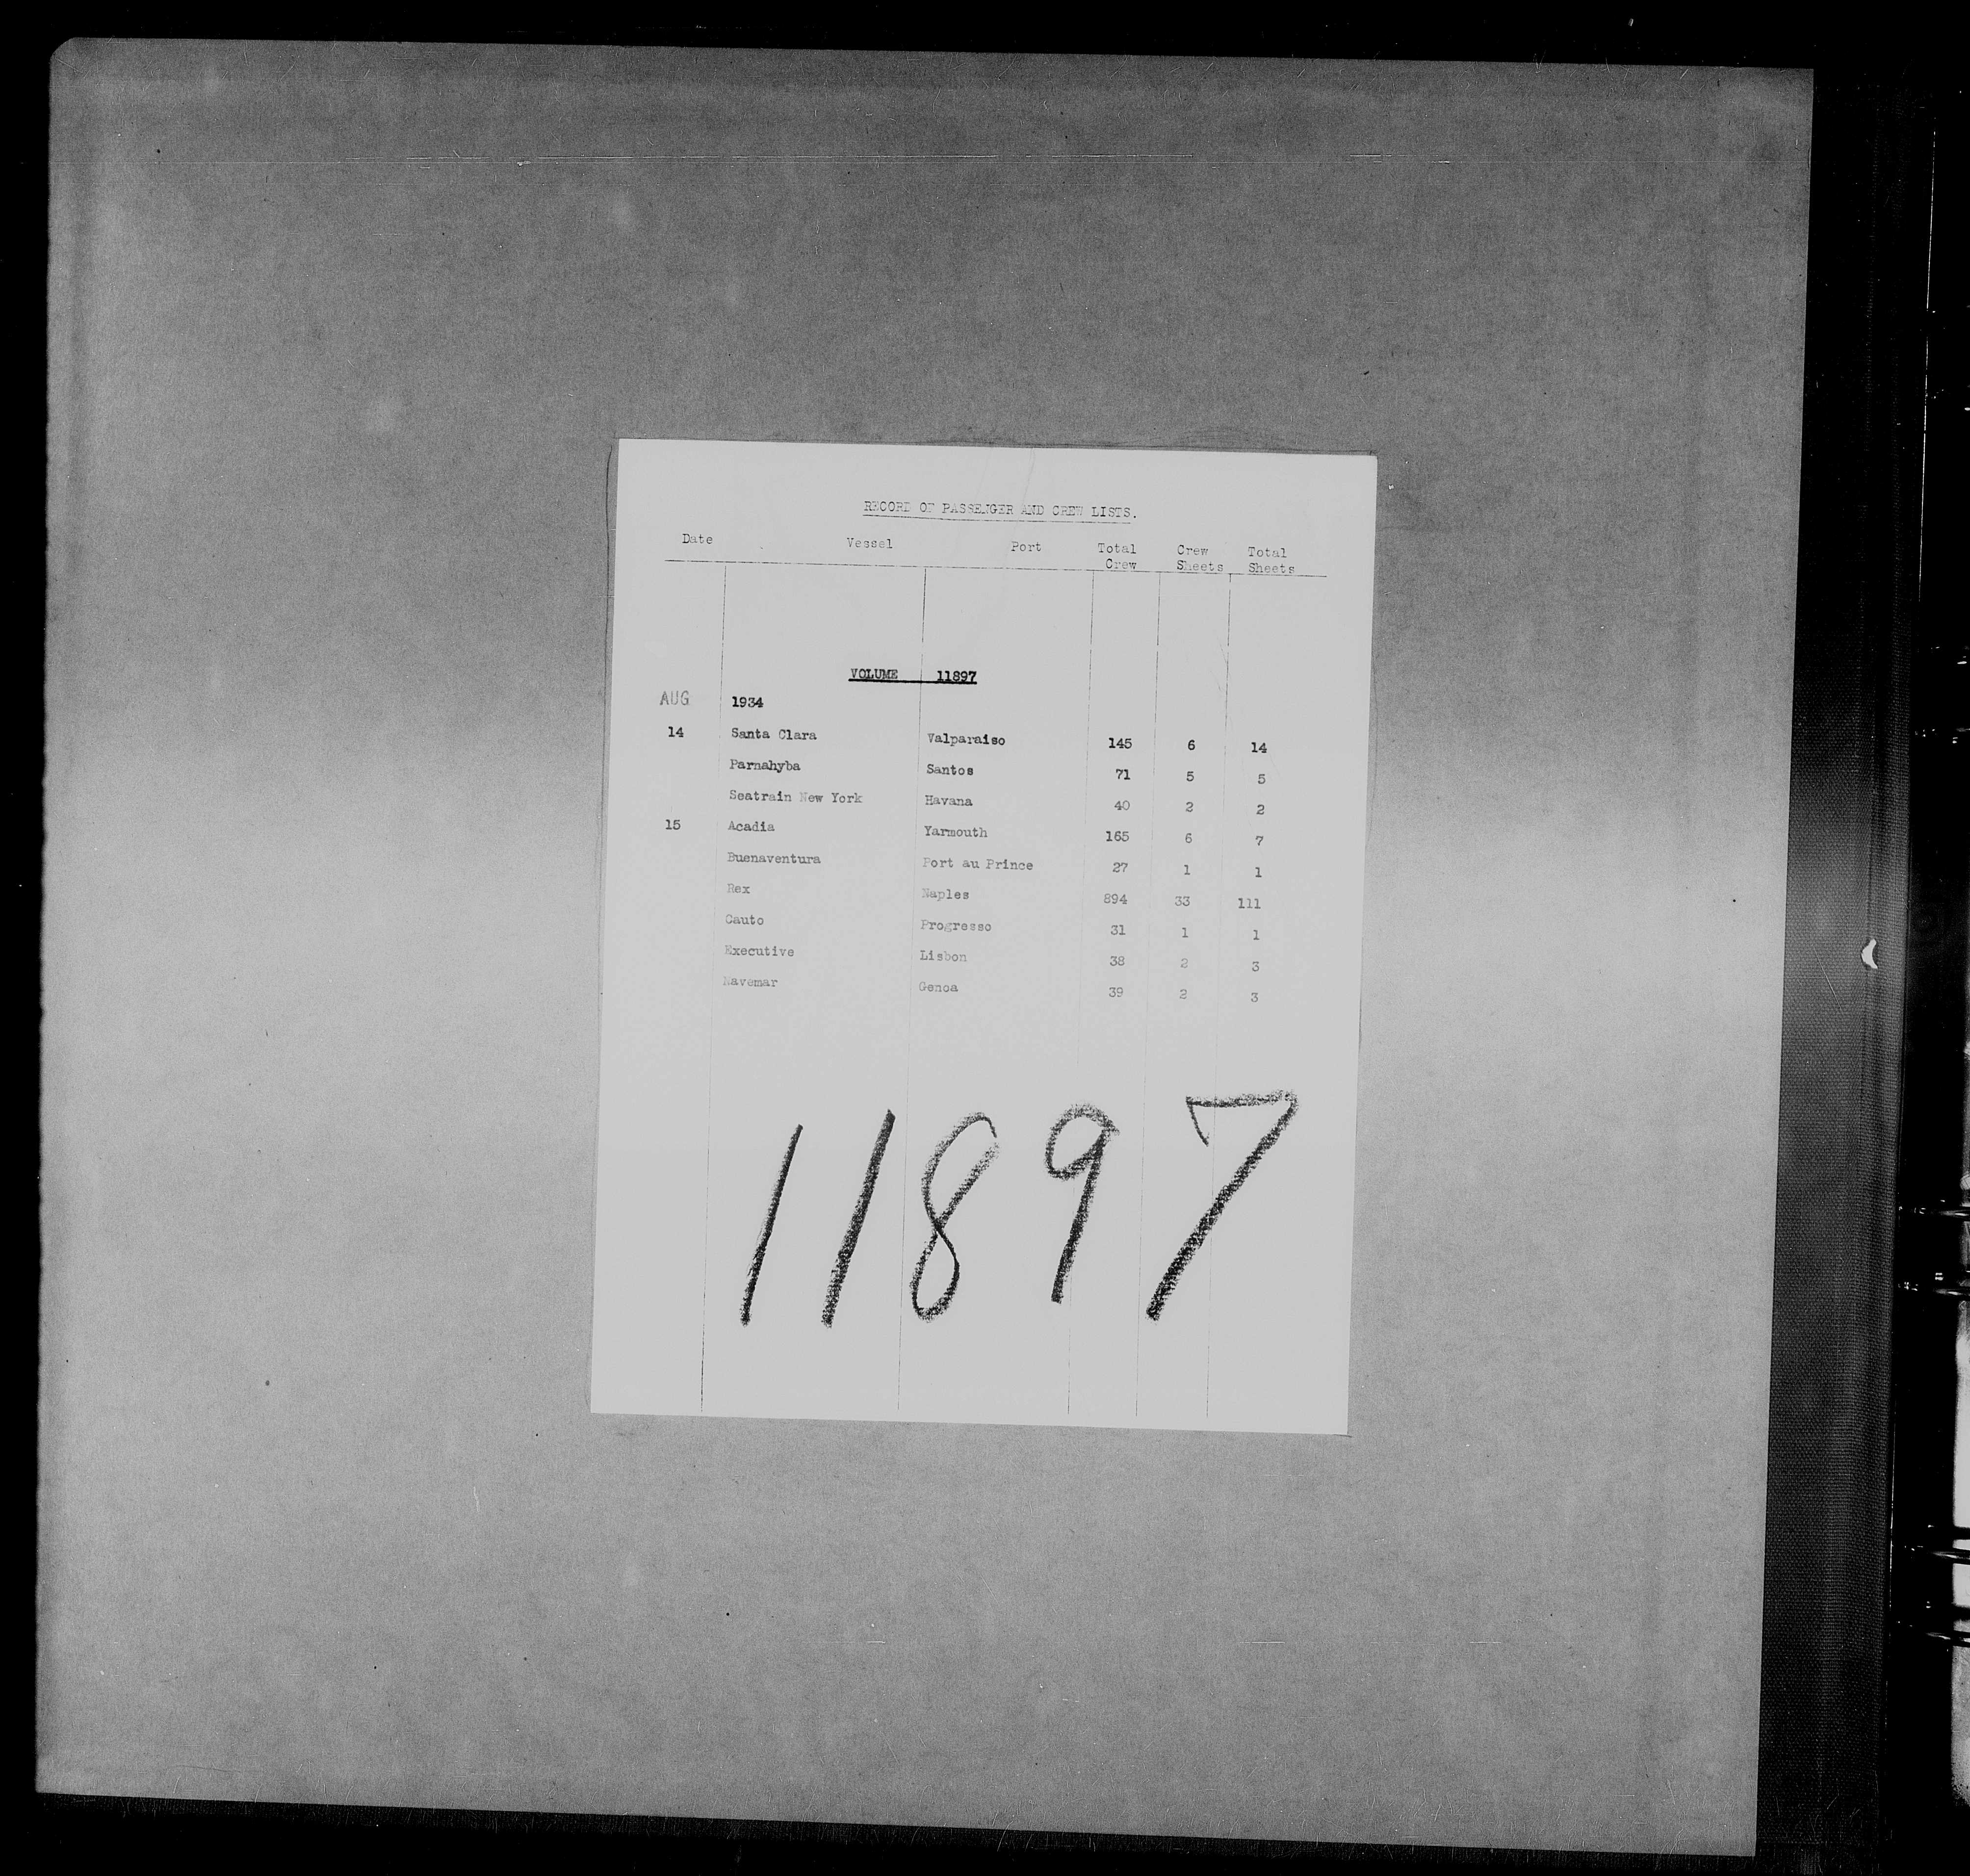 RECORD OF PASSENGER AND CREW LISTS.
Date Vessel Port Total Crew Crew Sheets Total Sheets
VOLUME 11897
AUG 1934
14 Santa Clara Valparaiso 145 6 14
Parnahyba Santos 71 5 5
Seatrain New York Havana 40 2 2
15 Acadia Yarmouth 165 6 7
Buenaventura Port au Prince 27 1 1
Rex Naples 894 33 111
Cauto Progresso 31 1 1
Executive Lisbon 38 2 3
Navemar Genoa 39 2 3
11897